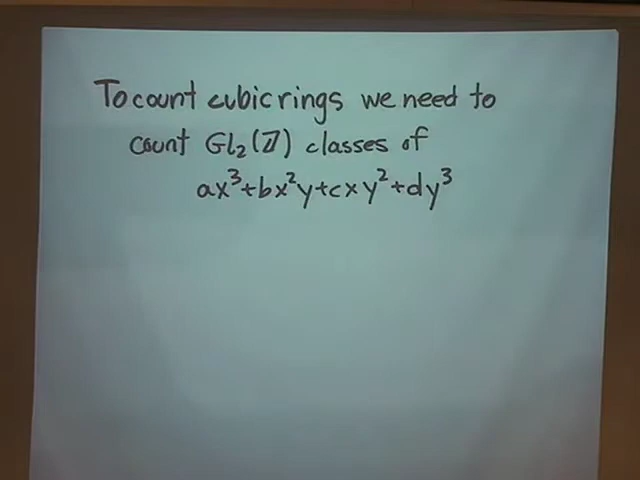 To count cubic rings we need to
count Gl₂(ℤ) classes of
ax³+bx²y+cxy²+dy³